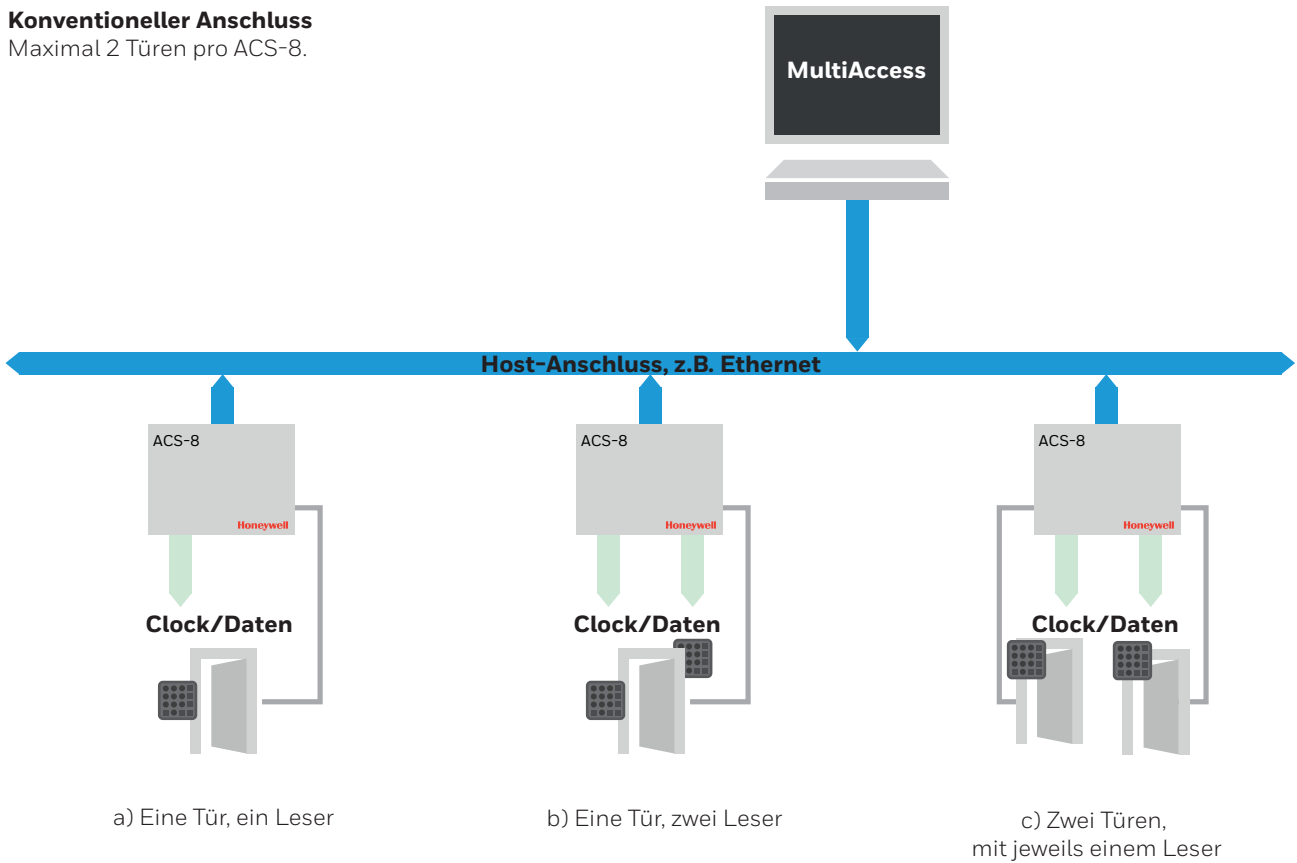 Konventioneller Anschluss
Maximal 2 Türen pro ACS-8.
MultiAccess
Host-Anschluss, z.B. Ethernet
ACS-8
Honeywell
ACS-8
Honeywell
ACS-8
Honeywell
Clock/Daten
Clock/Daten
Clock/Daten
a) Eine Tür, ein Leser
b) Eine Tür, zwei Leser
c) Zwei Türen,
mit jeweils einem Leser